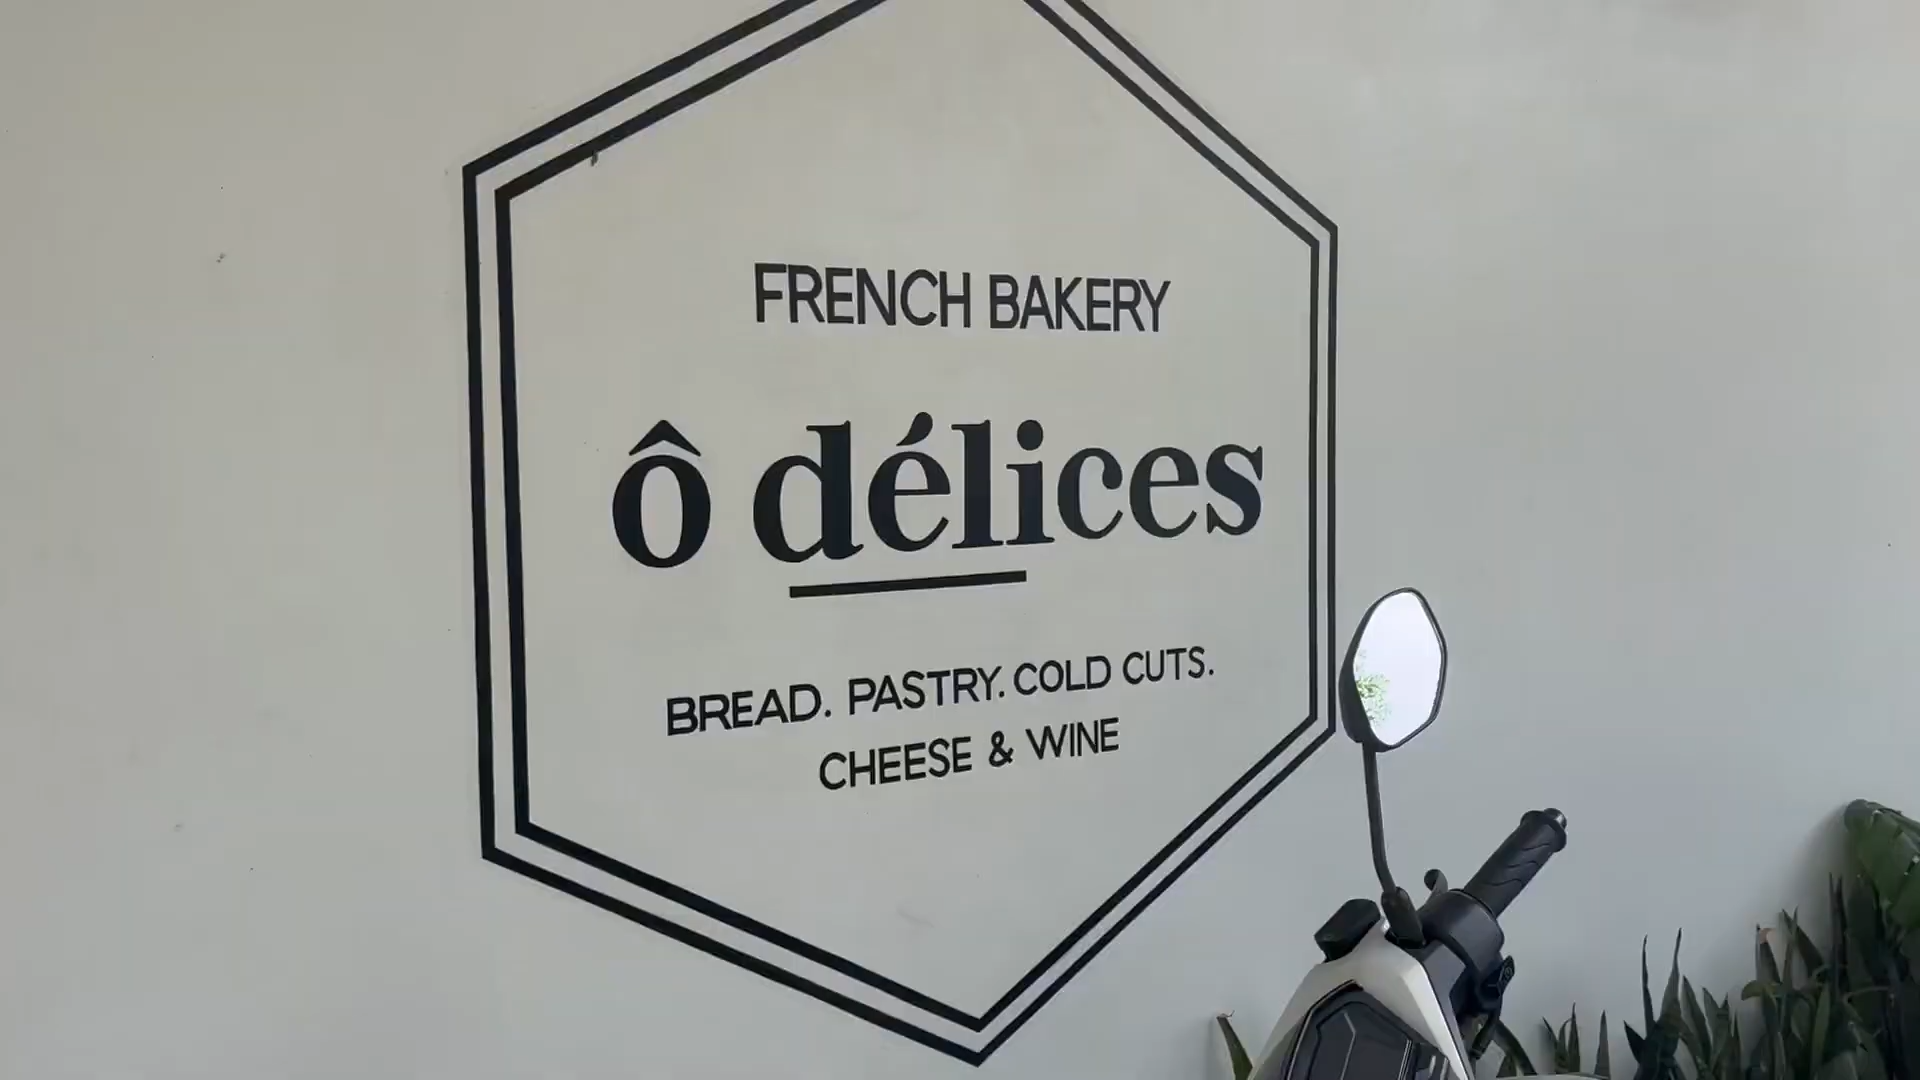 FRENCH BAKERY
ô délices
BREAD. PASTRY. COLD CUTS.
CHEESE & WINE